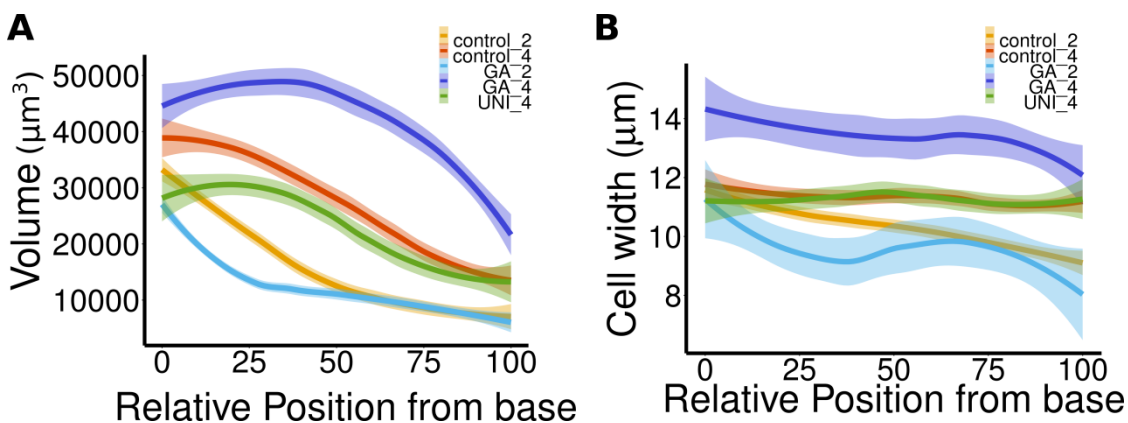 A
control_2
control_4
GA_2
GA_4
UNI_4
Volume (μm³)
50000
40000
30000
20000
10000
0
25
50
75
100
Relative Position from base
B
control_2
control_4
GA_2
GA_4
UNI_4
Cell width (μm)
14
12
10
8
0
25
50
75
100
Relative Position from base